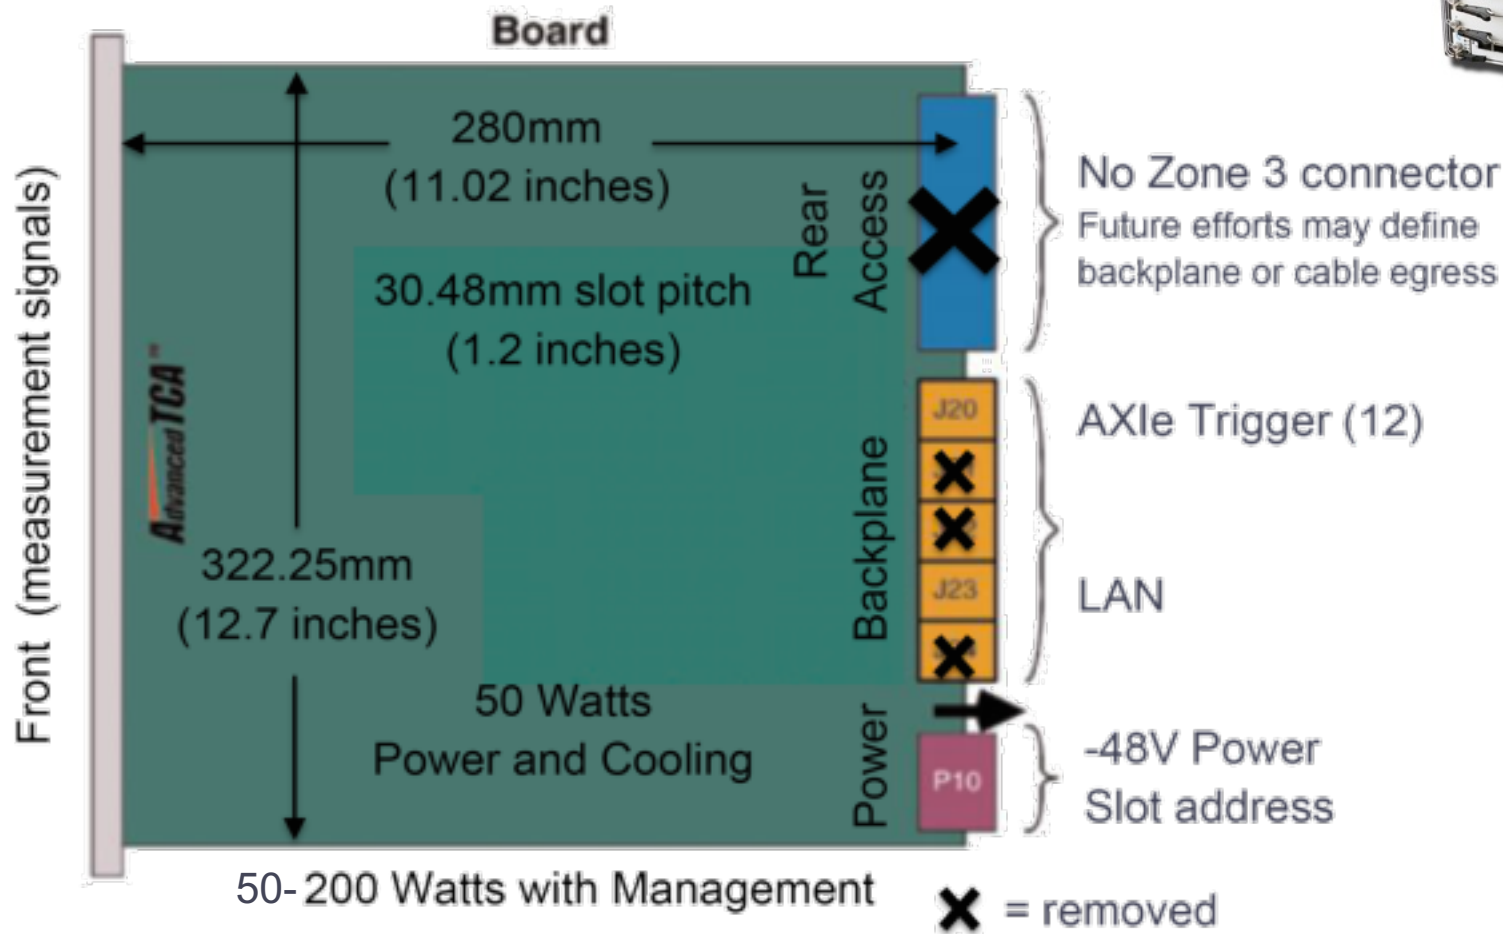 Board
280mm
(11.02 inches)
Rear
Access
No Zone 3 connector
Future efforts may define
backplane or cable egress
30.48mm slot pitch
(1.2 inches)
Front (measurement signals)
AdvancedTCA™
J20
AXIe Trigger (12)
Backplane
322.25mm
(12.7 inches)
J23
LAN
50 Watts
Power and Cooling
Power
P10
-48V Power
Slot address
50-200 Watts with Management
= removed